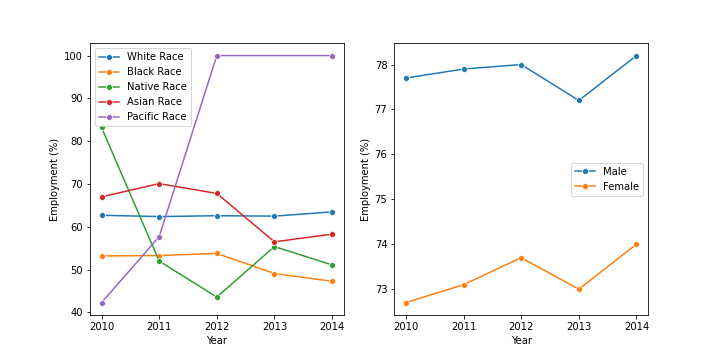 Employment (%)
100
90
80
70
60
50
40
2010
2011
2012
2013
2014
Year
White Race
Black Race
Native Race
Asian Race
Pacific Race
Employment (%)
78
77
76
75
74
73
2010
2011
2012
2013
2014
Year
Male
Female